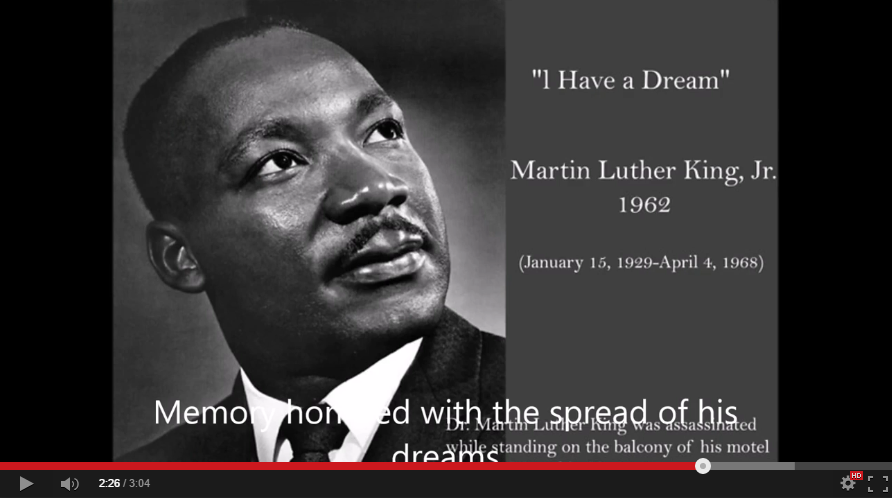 "l Have a Dream"
Martin Luther King, Jr.
1962
(January 15, 1929-April 4, 1968)
Memory honored with the spread of his
dreams
Dr. Martin Luther King was assassinated
while standing on the balcony of his motel
2:26 / 3:04
HD